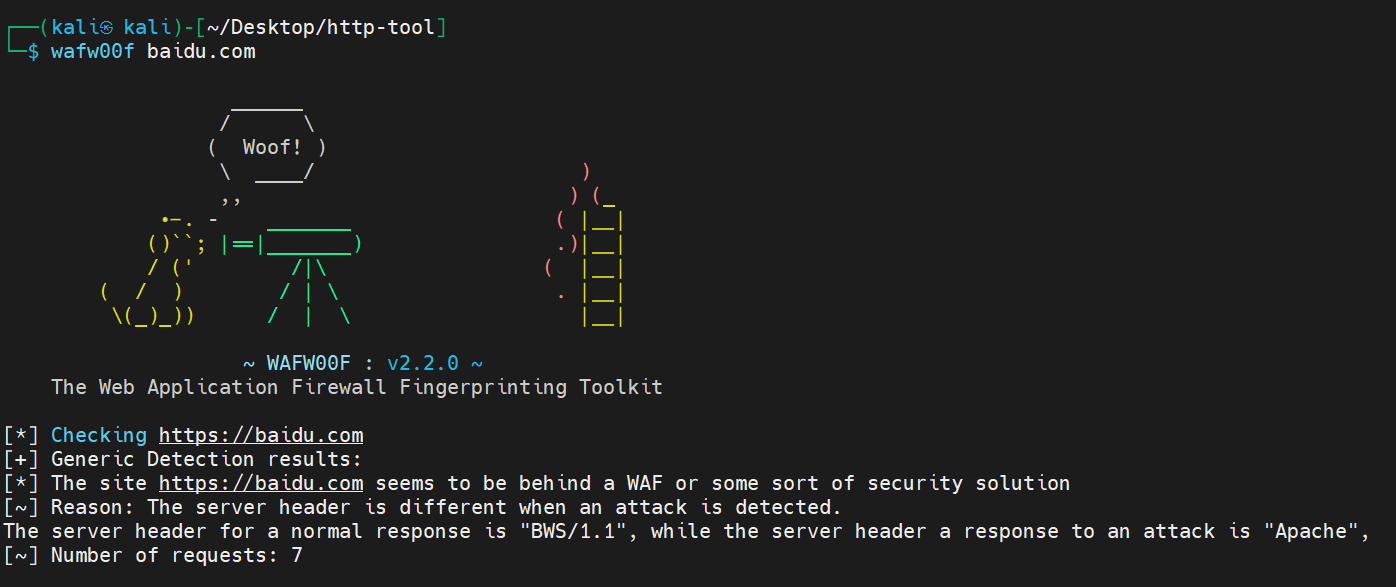 ┌──(kali㉿ kali)-[~/Desktop/http-tool]
└─$ wafw00f baidu.com
                   ______
                  /      \
                 (  Woof! )
                  \  ____/                      )
                  ,,                           ) (_
             •–. -    _______                 ( |__|
            ()``; |==|_______)                .)|__|
            / ('        /|\                  (  |__|
        (  /  )        / | \                  . |__|
         \(_)_))      /  |  \                   |__|
~ WAFW00F : v2.2.0 ~
The Web Application Firewall Fingerprinting Toolkit
[*] Checking https://baidu.com
[+] Generic Detection results:
[*] The site https://baidu.com seems to be behind a WAF or some sort of security solution
[~] Reason: The server header is different when an attack is detected.
The server header for a normal response is "BWS/1.1", while the server header a response to an attack is "Apache",
[~] Number of requests: 7